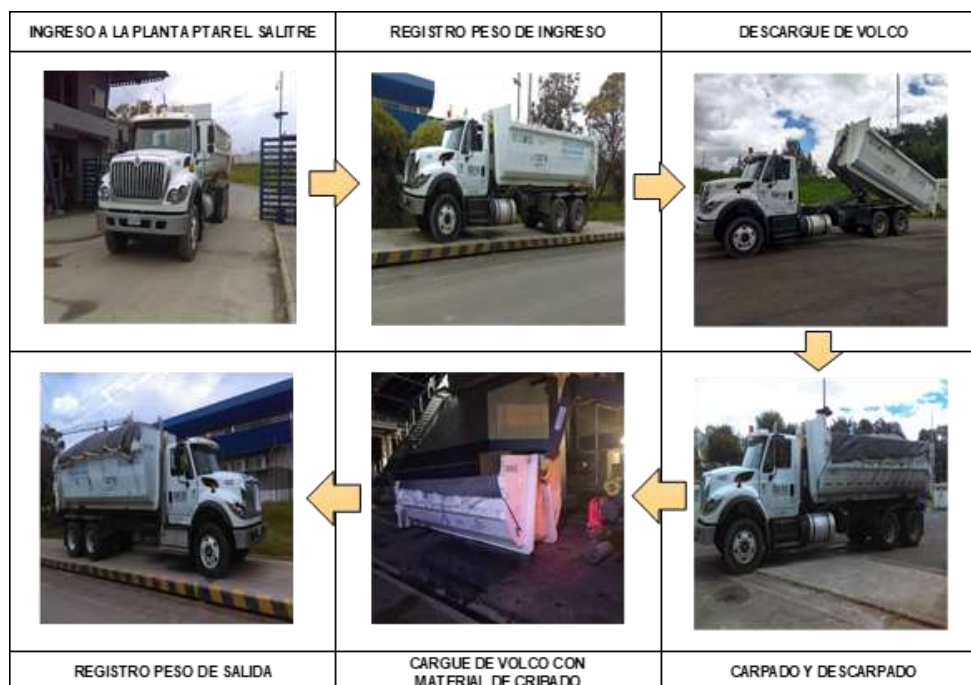 INGRESO A LA PLANTA PTAR EL SALITRE
REGISTRO PESO DE INGRESO
DESCARGUE DE VOLCO
REGISTRO PESO DE SALIDA
CARGUE DE VOLCO CON
MATERIAL DE CRIBADO
CARPADO Y DESCARPADO